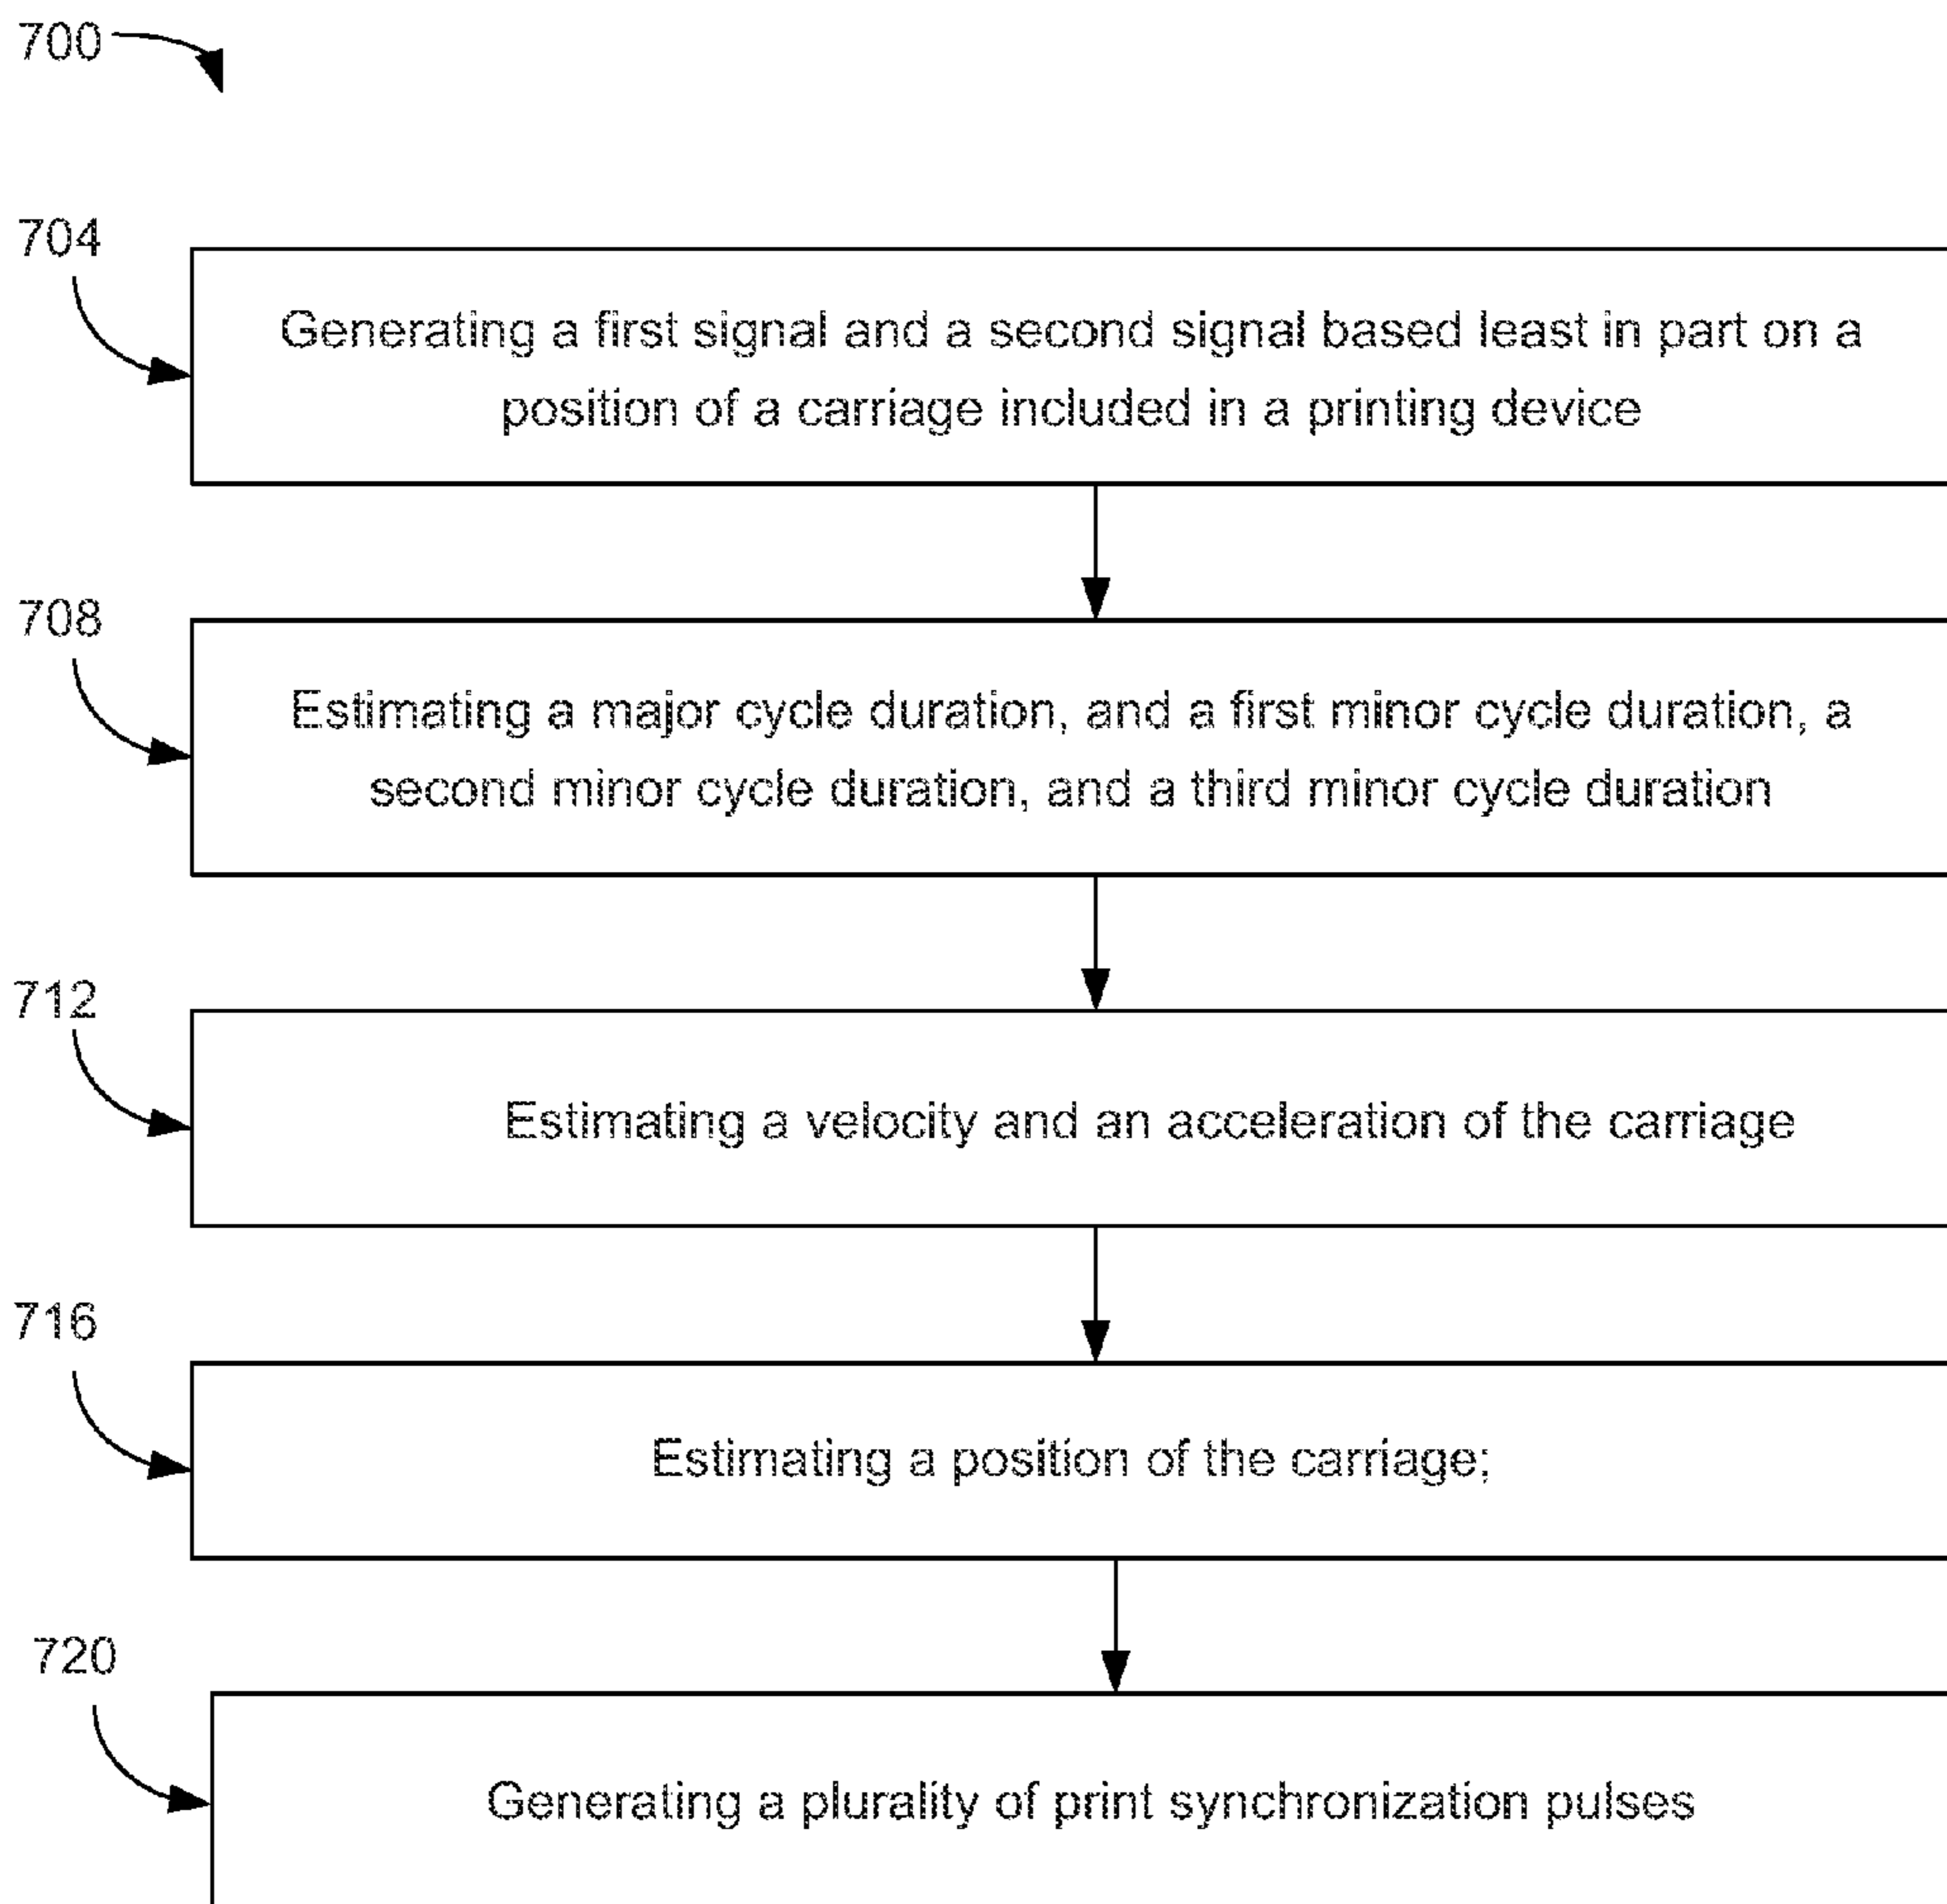 700
704
Generating a first signal and a second signal based least in part on a
position of a carriage included in a printing device
708
Estimating a major cycle duration, and a first minor cycle duration, a
second minor cycle duration, and a third minor cycle duration
712
Estimating a velocity and an acceleration of the carriage
716
Estimating a position of the carriage;
720
Generating a plurality of print synchronization pulses